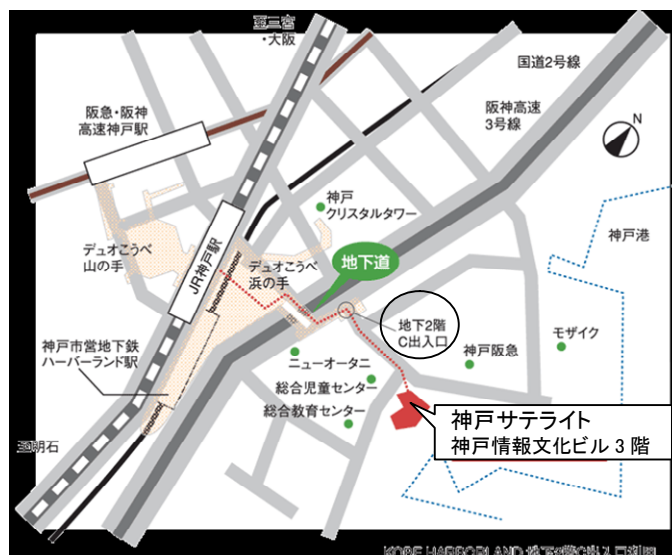 至三宮
・大阪
国道2号線
阪急・阪神
高速神戸駅
阪神高速
3号線
N
神戸
クリスタルタワー
神戸港
デュオこうべ
山の手
JR神戸駅
デュオこうべ
浜の手
地下道
地下2階
C出入口
モザイク
神戸阪急
神戸市営地下鉄
ハーバーランド駅
ニューオータニ
総合児童センター
総合教育センター
神戸サテライト
神戸情報文化ビル 3 階
至明石
KOBE HARBORLAND